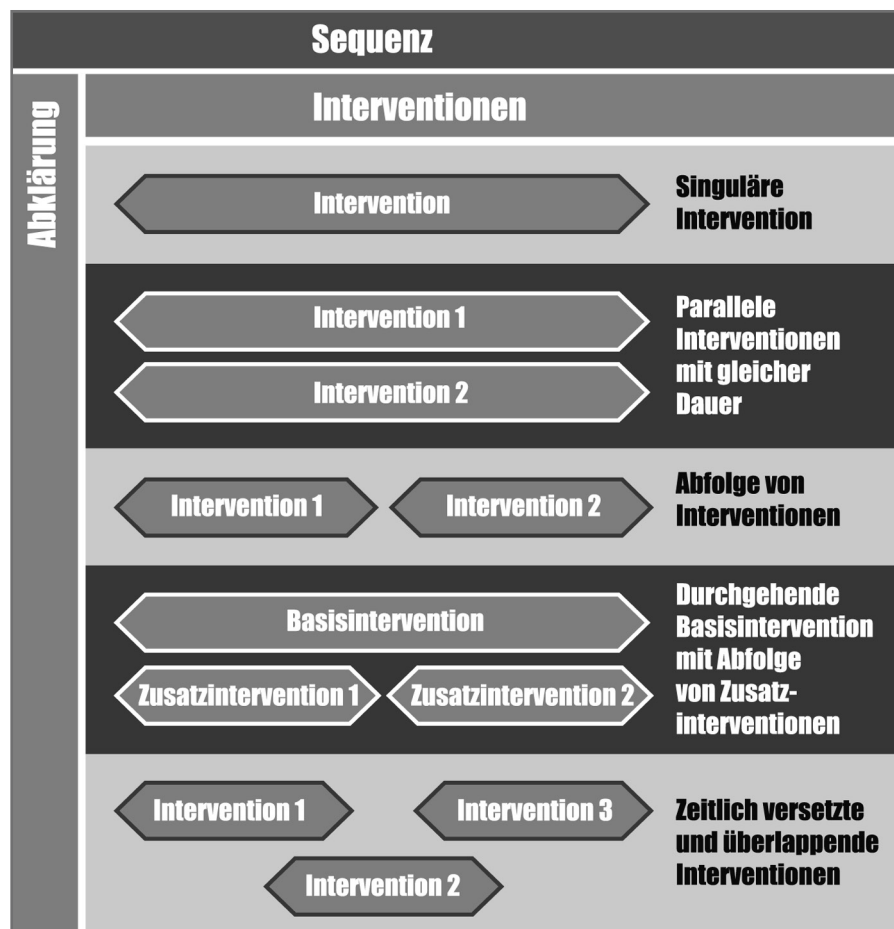 Sequenz
Abklärung
Interventionen
Intervention
Singuläre
Intervention
Intervention 1
Intervention 2
Parallele
Interventionen
mit gleicher
Dauer
Intervention 1
Intervention 2
Abfolge von
Interventionen
Basisintervention
Zusatzintervention 1
Zusatzintervention 2
Durchgehende
Basisintervention
mit Abfolge
von Zusatz-
interventionen
Intervention 1
Intervention 3
Intervention 2
Zeitlich versetzte
und überlappende
Interventionen